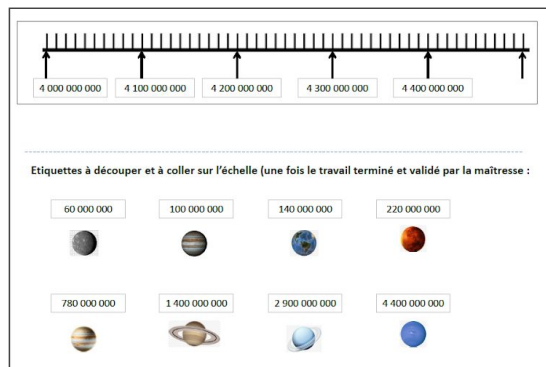 4 000 000 000 4 100 000 000 4 200 000 000 4 300 000 000 4 400 000 000
Etiquettes à découper et à coller sur l'échelle (une fois le travail terminé et validé par la maîtresse :
60 000 000 100 000 000 140 000 000 220 000 000
780 000 000 1 400 000 000 2 900 000 000 4 400 000 000